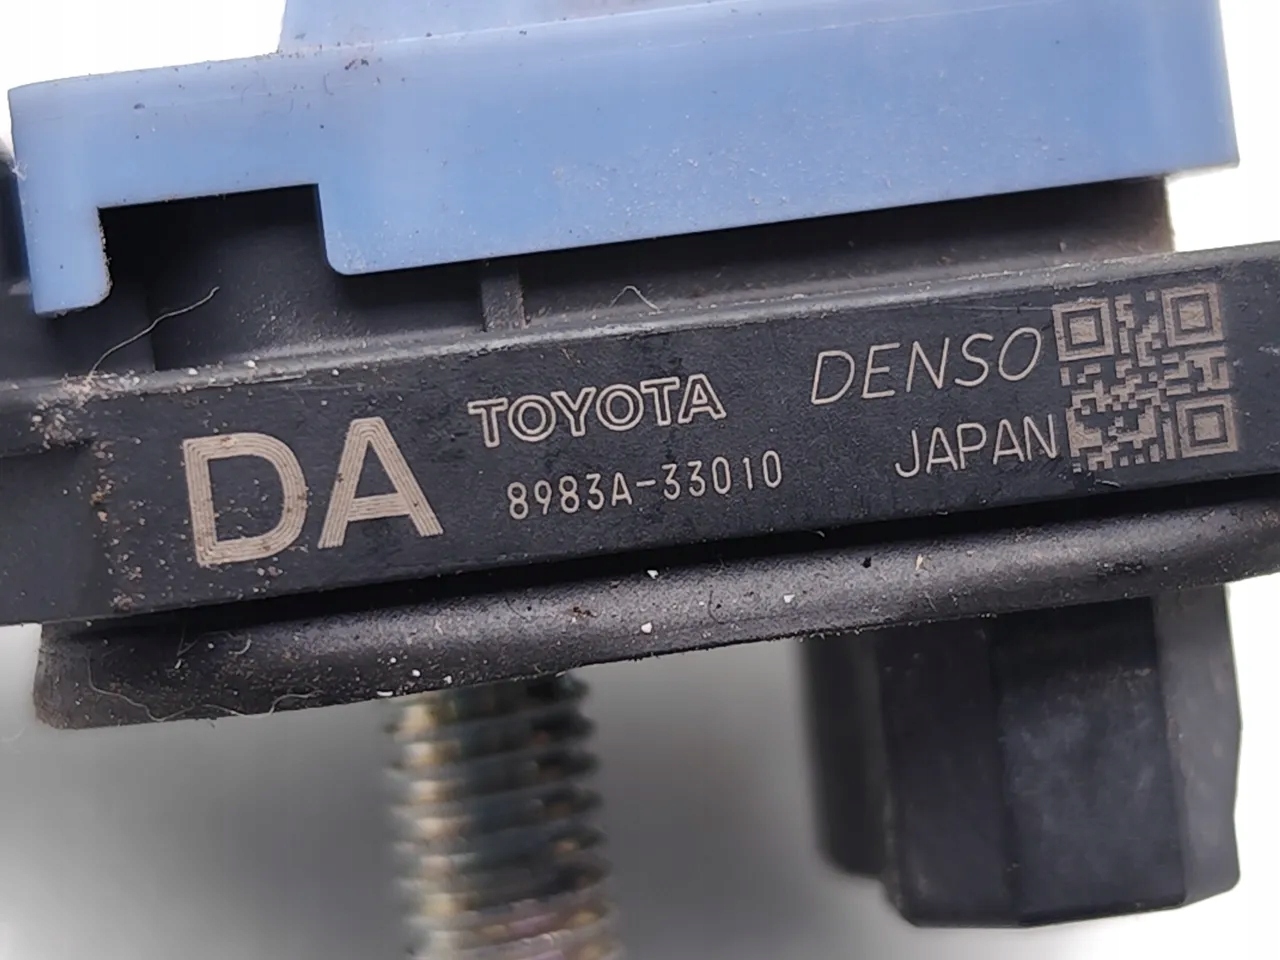 DA
TOYOTA
8983A-33010
DENSO
JAPAN